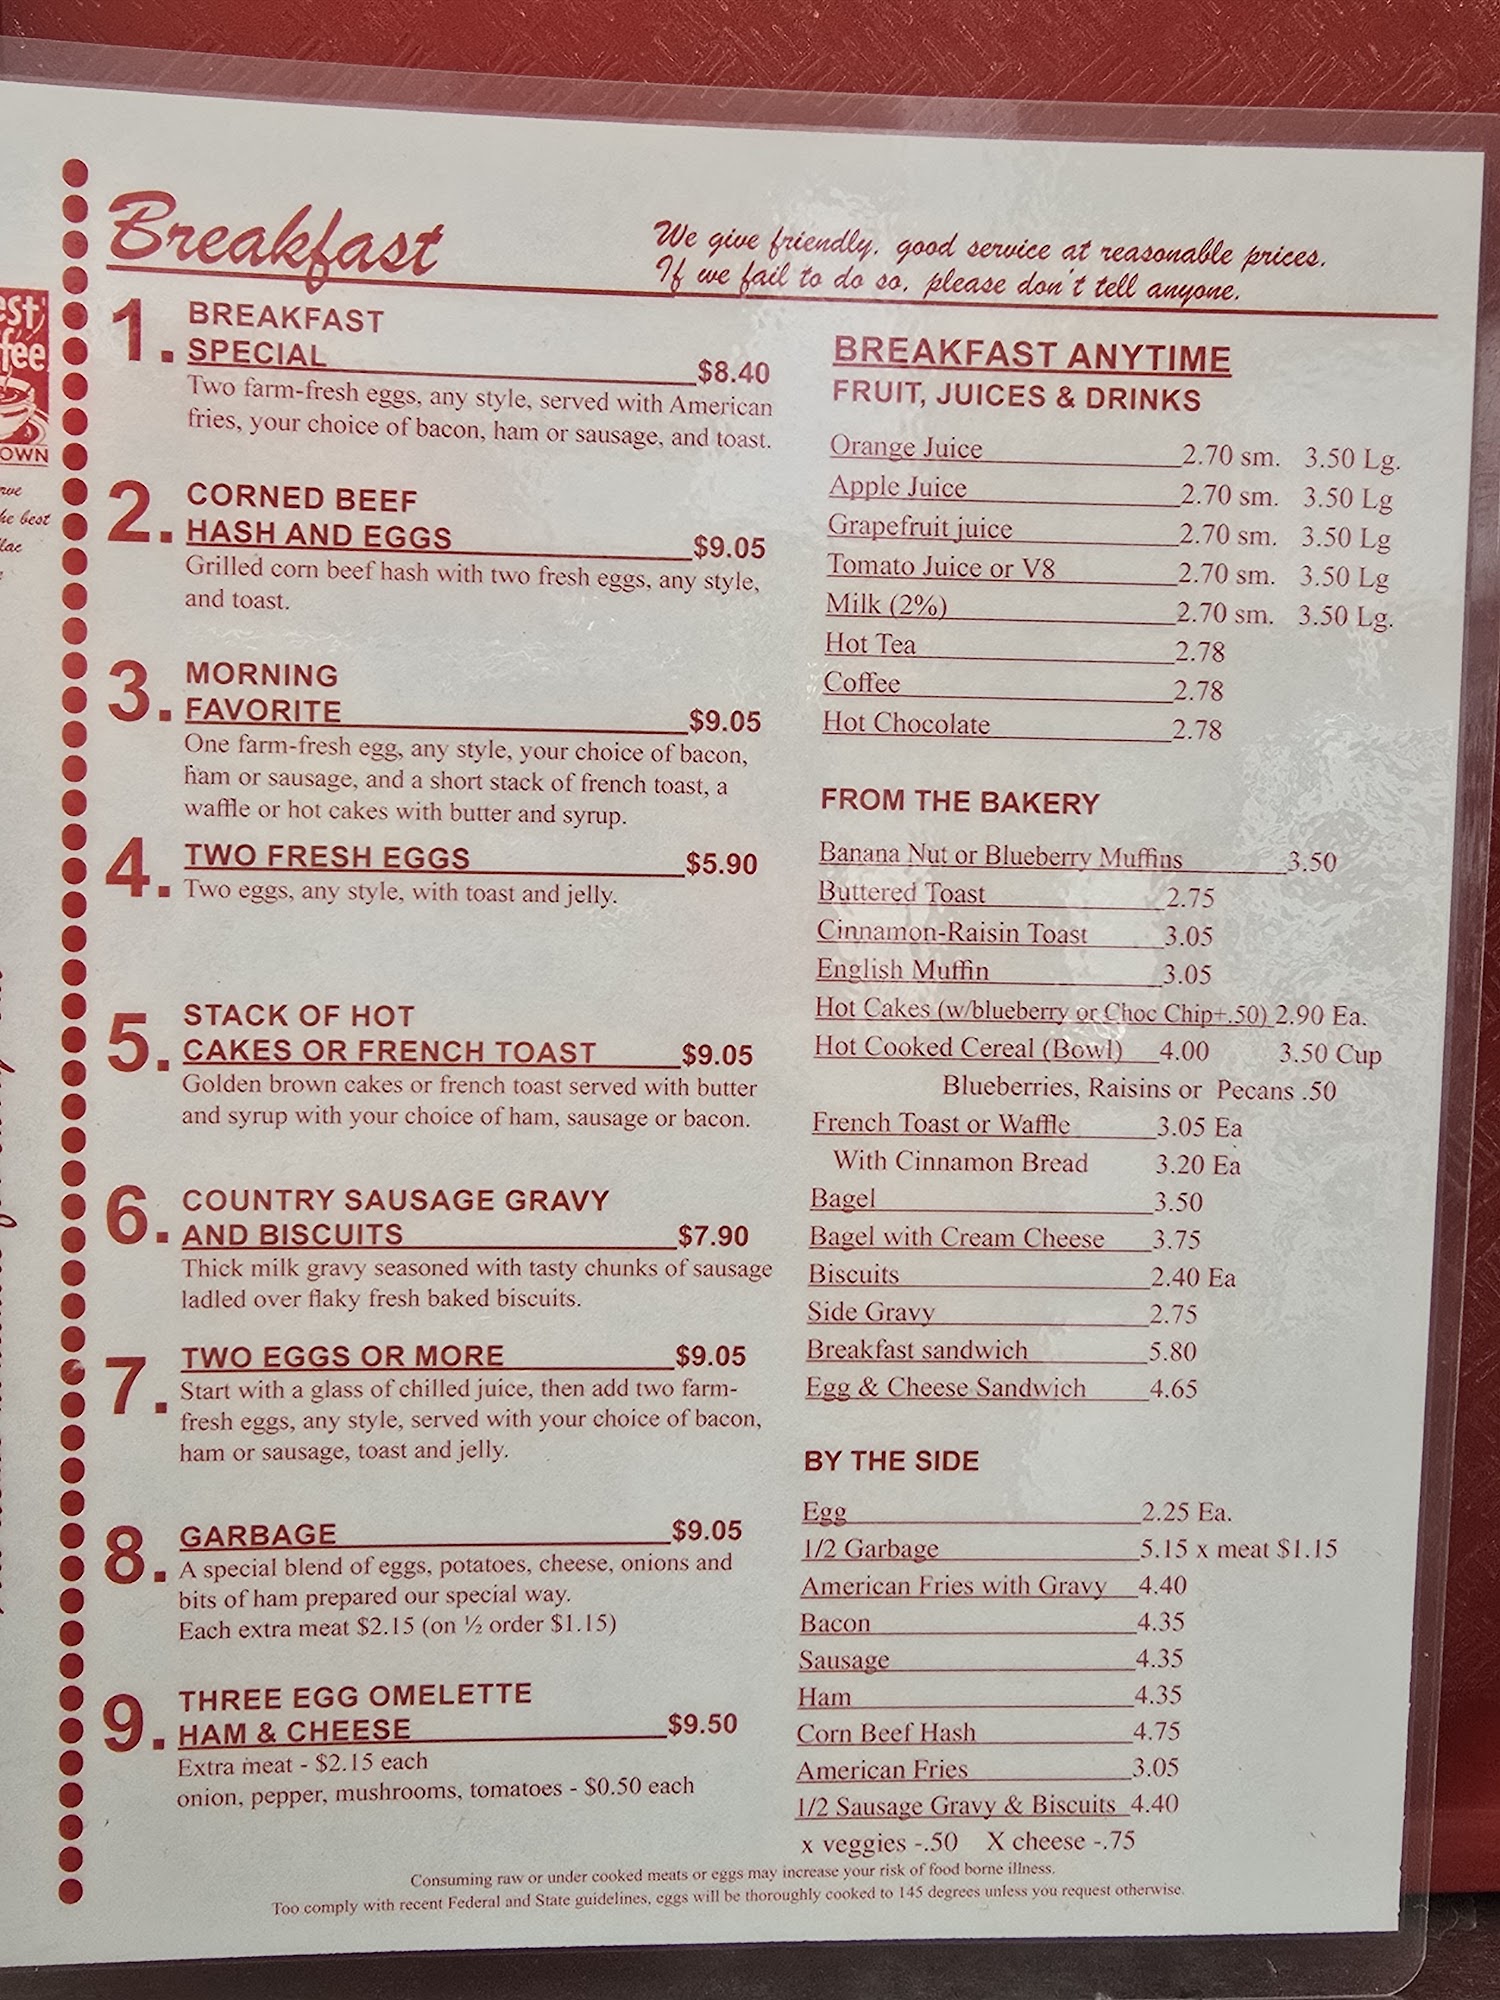 Breakfast
We give friendly, good service at reasonable prices.
If we fail to do so, please don't tell anyone.
1. BREAKFAST
SPECIAL $8.40
Two farm-fresh eggs, any style, served with American
fries, your choice of bacon, ham or sausage, and toast.
2. CORNED BEEF
HASH AND EGGS $9.05
Grilled corn beef hash with two fresh eggs, any style,
and toast.
3. MORNING
FAVORITE $9.05
One farm-fresh egg, any style, your choice of bacon,
ham or sausage, and a short stack of french toast, a
waffle or hot cakes with butter and syrup.
4. TWO FRESH EGGS $5.90
Two eggs, any style, with toast and jelly.
5. STACK OF HOT
CAKES OR FRENCH TOAST $9.05
Golden brown cakes or french toast served with butter
and syrup with your choice of ham, sausage or bacon.
6. COUNTRY SAUSAGE GRAVY
AND BISCUITS $7.90
Thick milk gravy seasoned with tasty chunks of sausage
ladled over flaky fresh baked biscuits.
7. TWO EGGS OR MORE $9.05
Start with a glass of chilled juice, then add two farm-
fresh eggs, any style, served with your choice of bacon,
ham or sausage, toast and jelly.
8. GARBAGE $9.05
A special blend of eggs, potatoes, cheese, onions and
bits of ham prepared our special way.
Each extra meat $2.15 (on ½ order $1.15)
9. THREE EGG OMELETTE
HAM & CHEESE $9.50
Extra meat - $2.15 each
onion, pepper, mushrooms, tomatoes - $0.50 each
BREAKFAST ANYTIME
FRUIT, JUICES & DRINKS
Orange Juice 2.70 sm. 3.50 Lg.
Apple Juice 2.70 sm. 3.50 Lg
Grapefruit juice 2.70 sm. 3.50 Lg
Tomato Juice or V8 2.70 sm. 3.50 Lg
Milk (2%) 2.70 sm. 3.50 Lg.
Hot Tea 2.78
Coffee 2.78
Hot Chocolate 2.78
FROM THE BAKERY
Banana Nut or Blueberry Muffins 3.50
Buttered Toast 2.75
Cinnamon-Raisin Toast 3.05
English Muffin 3.05
Hot Cakes (w/blueberry or Choc Chip+.50) 2.90 Ea.
Hot Cooked Cereal (Bowl) 4.00 3.50 Cup
Blueberries, Raisins or Pecans .50
French Toast or Waffle 3.05 Ea
With Cinnamon Bread 3.20 Ea
Bagel 3.50
Bagel with Cream Cheese 3.75
Biscuits 2.40 Ea
Side Gravy 2.75
Breakfast sandwich 5.80
Egg & Cheese Sandwich 4.65
BY THE SIDE
Egg 2.25 Ea.
1/2 Garbage 5.15 x meat $1.15
American Fries with Gravy 4.40
Bacon 4.35
Sausage 4.35
Ham 4.35
Corn Beef Hash 4.75
American Fries 3.05
1/2 Sausage Gravy & Biscuits 4.40
x veggies -.50 X cheese -.75
Consuming raw or under cooked meats or eggs may increase your risk of food borne illness.
Too comply with recent Federal and State guidelines, eggs will be thoroughly cooked to 145 degrees unless you request otherwise.